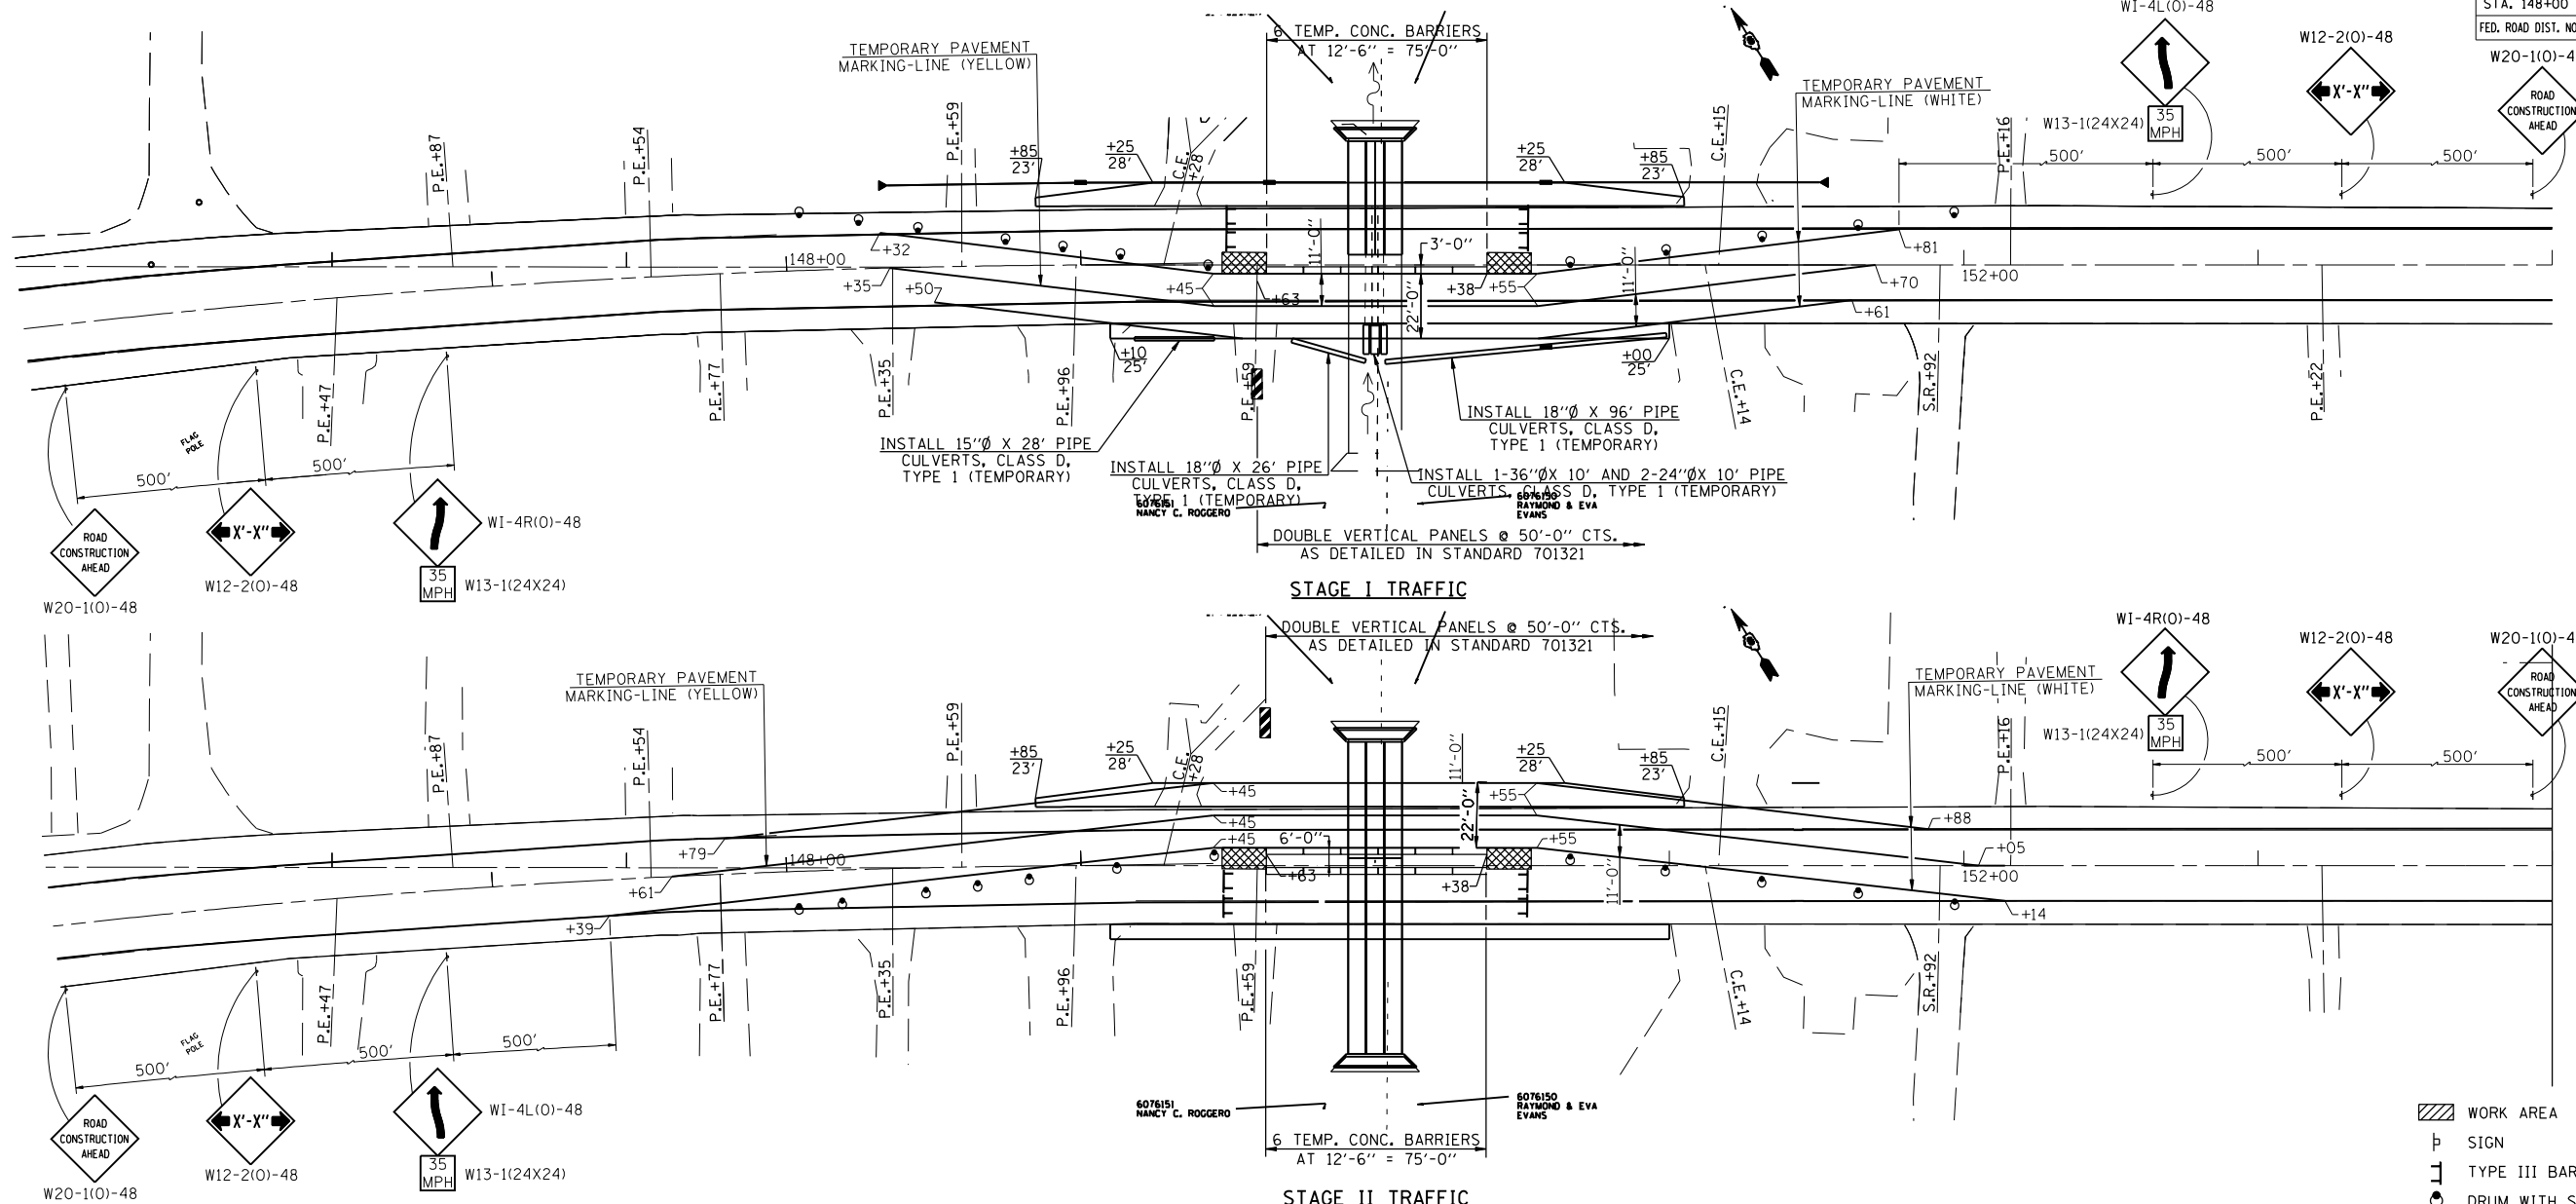 STA. 148+00
FED. ROAD DIST. NO
6 TEMP. CONC. BARRIERS
AT 12'-6" = 75'-0"
TEMPORARY PAVEMENT
MARKING-LINE (YELLOW)
TEMPORARY PAVEMENT
MARKING-LINE (WHITE)
WI-4L(O)-48
W12-2(O)-48
W20-1(O)-4
X'-X"
ROAD
CONSTRUCTION
AHEAD
W13-1(24X24)
35
MPH
P.E.+87
P.E.+54
P.E.+59
+85
23'
+25
28'
C.E.
+28
+25
28'
+85
23'
C.E.+15
P.E.+16
500'
500'
500'
+32
148+00
+35
+50
+45
+63
11'-0"
3'-0"
22'-0"
+38
+55
11'-0"
+81
+70
152+00
+61
P.E.+47
P.E.+77
P.E.+35
P.E.+96
+10
25'
P.E.+59
+00
25'
C.E.+14
S.R.+92
P.E.+22
FLAG
POLE
500'
500'
INSTALL 15"Ø X 28' PIPE
CULVERTS, CLASS D,
TYPE 1 (TEMPORARY)
INSTALL 18"Ø X 26' PIPE
CULVERTS, CLASS D,
TYPE 1 (TEMPORARY)
INSTALL 18"Ø X 96' PIPE
CULVERTS, CLASS D,
TYPE 1 (TEMPORARY)
INSTALL 1-36"Ø X 10' AND 2-24"Ø X 10' PIPE
CULVERTS, CLASS D, TYPE 1 (TEMPORARY)
6076151
NANCY C. ROGGERO
6076150
RAYMOND & EVA
EVANS
ROAD
CONSTRUCTION
AHEAD
W20-1(O)-48
X'-X"
W12-2(O)-48
WI-4R(O)-48
35
MPH
W13-1(24X24)
DOUBLE VERTICAL PANELS @ 50'-0" CTS.
AS DETAILED IN STANDARD 701321
STAGE I TRAFFIC
DOUBLE VERTICAL PANELS @ 50'-0" CTS.
AS DETAILED IN STANDARD 701321
TEMPORARY PAVEMENT
MARKING-LINE (YELLOW)
TEMPORARY PAVEMENT
MARKING-LINE (WHITE)
WI-4R(O)-48
W12-2(O)-48
W20-1(O)-4
X'-X"
ROAD
CONSTRUCTION
AHEAD
W13-1(24X24)
35
MPH
P.E.+87
P.E.+54
P.E.+59
+85
23'
+25
28'
C.E.
+28
11'-0"
+25
28'
+85
23'
C.E.+15
P.E.+16
500'
500'
+45
+45
+45
+55
22'-0"
+55
+79
148+00
+61
+39
6'-0"
+63
+38
11'-0"
+88
+05
152+00
+14
P.E.+47
P.E.+77
P.E.+35
P.E.+96
P.E.+59
C.E.+14
S.R.+92
FLAG
POLE
500'
500'
500'
ROAD
CONSTRUCTION
AHEAD
W20-1(O)-48
X'-X"
W12-2(O)-48
WI-4L(O)-48
35
MPH
W13-1(24X24)
6076151
NANCY C. ROGGERO
6076150
RAYMOND & EVA
EVANS
6 TEMP. CONC. BARRIERS
AT 12'-6" = 75'-0"
STAGE II TRAFFIC
WORK AREA
SIGN
TYPE III BAR
DRUM WITH S